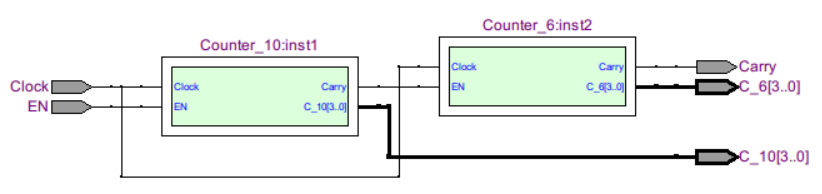 Counter_6:inst2
Counter_10:inst1
Clock Carry Carry
Clock Clock Carry EN C_6[3..0] C_6[3..0]
EN EN C_10[3..0]
C_10[3..0]